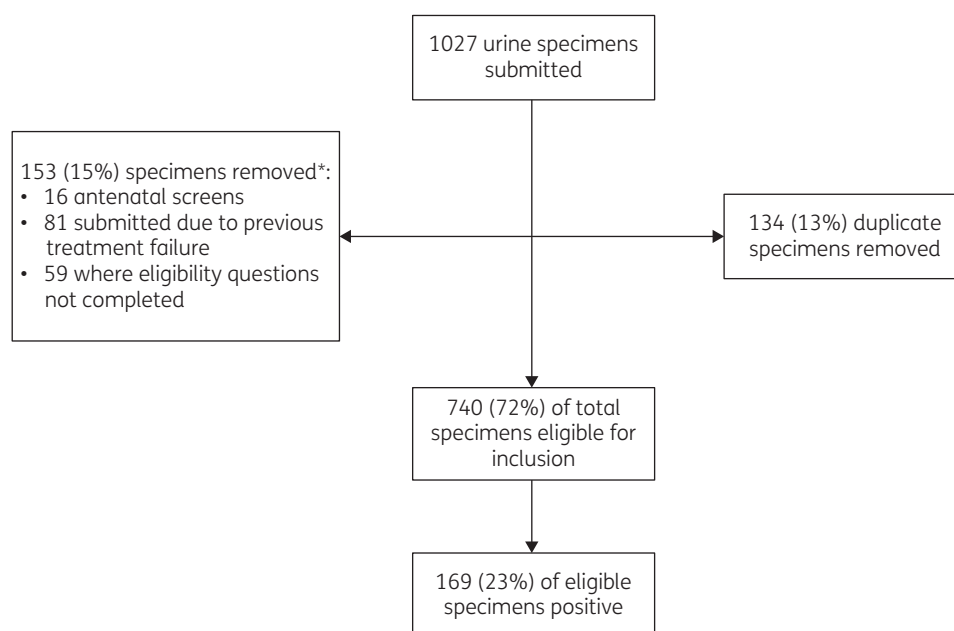 1027 urine specimens
submitted
153 (15%) specimens removed*:
• 16 antenatal screens
• 81 submitted due to previous
treatment failure
• 59 where eligibility questions
not completed
134 (13%) duplicate
specimens removed
740 (72%) of total
specimens eligible for
inclusion
169 (23%) of eligible
specimens positive